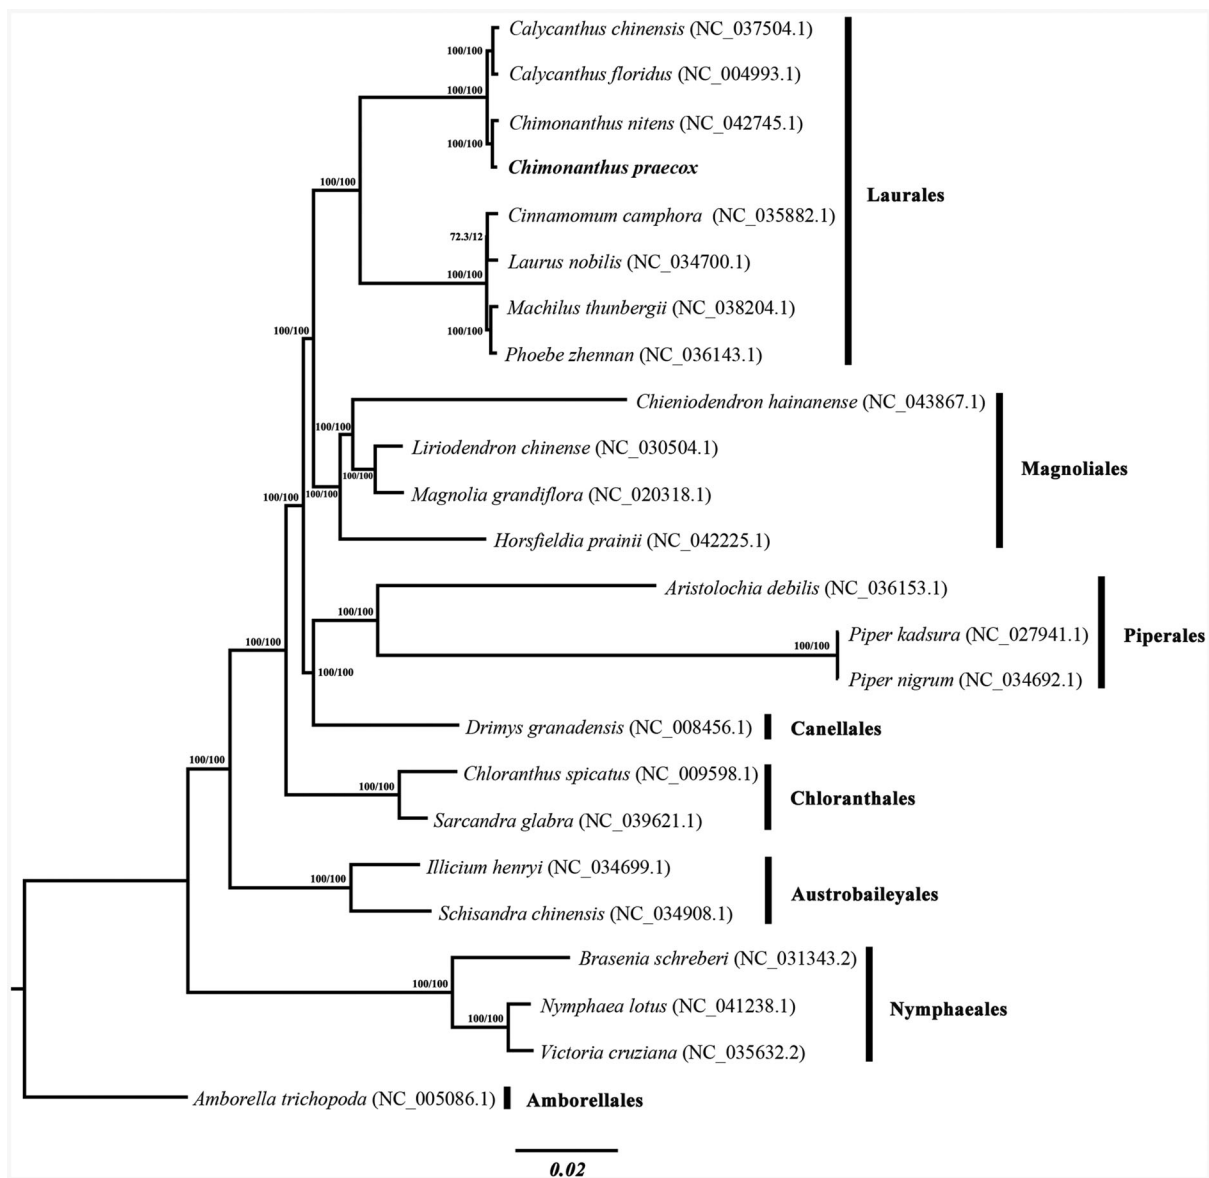 Calycanthus chinensis (NC_037504.1)
100/100
Calycanthus floridus (NC_004993.1)
100/100
Chimonanthus nitens (NC_042745.1)
100/100
Chimonanthus praecox
100/100
Laurales
Cinnamomum camphora (NC_035882.1)
72.3/12
Laurus nobilis (NC_034700.1)
100/100
Machilus thunbergii (NC_038204.1)
100/100
100/100
Phoebe zhennan (NC_036143.1)
Chieniodendron hainanense (NC_043867.1)
100/100
Liriodendron chinense (NC_030504.1)
Magnoliales
100/100
100/100
100/100
Magnolia grandiflora (NC_020318.1)
Horsfieldia prainii (NC_042225.1)
Aristolochia debilis (NC_036153.1)
100/100
Piper kadsura (NC_027941.1)
Piperales
100/100
100/100
100/100
Piper nigrum (NC_034692.1)
Drimys granadensis (NC_008456.1)
Canellales
100/100
Chloranthus spicatus (NC_009598.1)
100/100
Chloranthales
Sarcandra glabra (NC_039621.1)
Illicium henryi (NC_034699.1)
100/100
Austrobaileyales
Schisandra chinensis (NC_034908.1)
Brasenia schreberi (NC_031343.2)
100/100
Nymphaea lotus (NC_041238.1)
Nymphaeales
100/100
Victoria cruziana (NC_035632.2)
Amborella trichopoda (NC_005086.1)
Amborellales
0.02